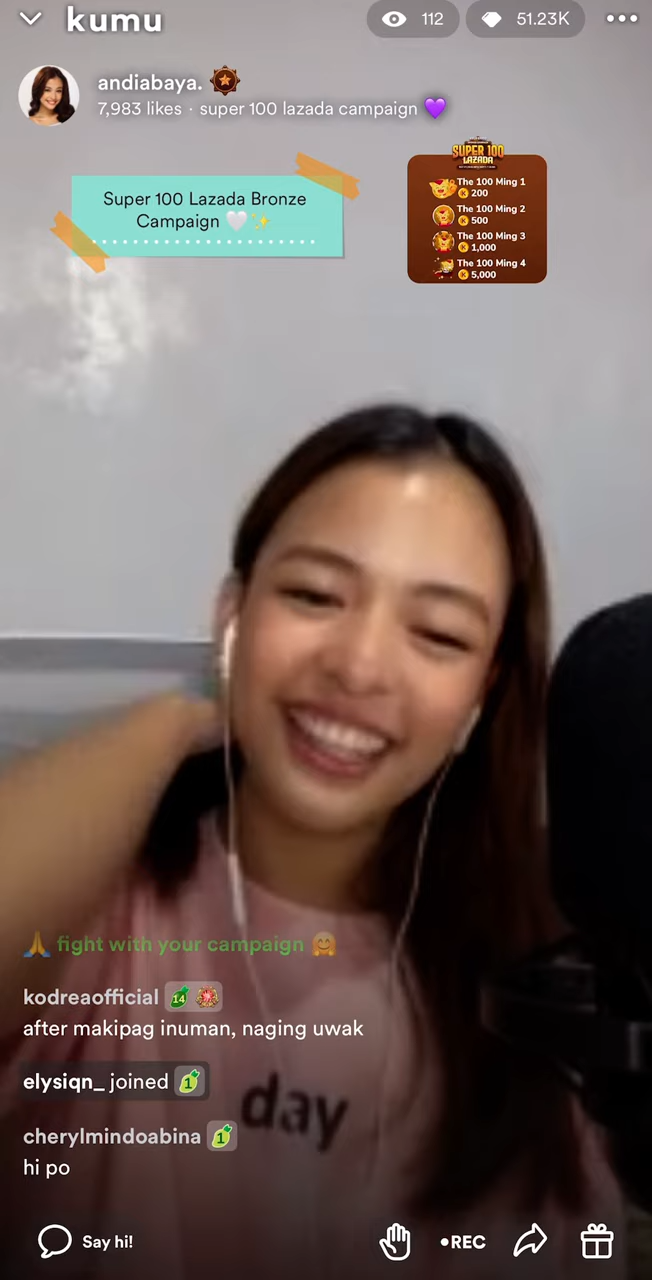 kumu
112
51.23K
andiabaya.
7,983 likes · super 100 lazada campaign 💜
Super 100 Lazada Bronze
Campaign 🤍✨
SUPER 100
LAZADA
The 100 Ming 1
K 200
The 100 Ming 2
K 500
The 100 Ming 3
K 1,000
The 100 Ming 4
K 5,000
🙏 fight with your campaign 🤗
kodreaofficial 14
after makipag inuman, naging uwak
elysiqn_ joined 1
day
cherylmindoabina 1
hi po
Say hi!
•REC